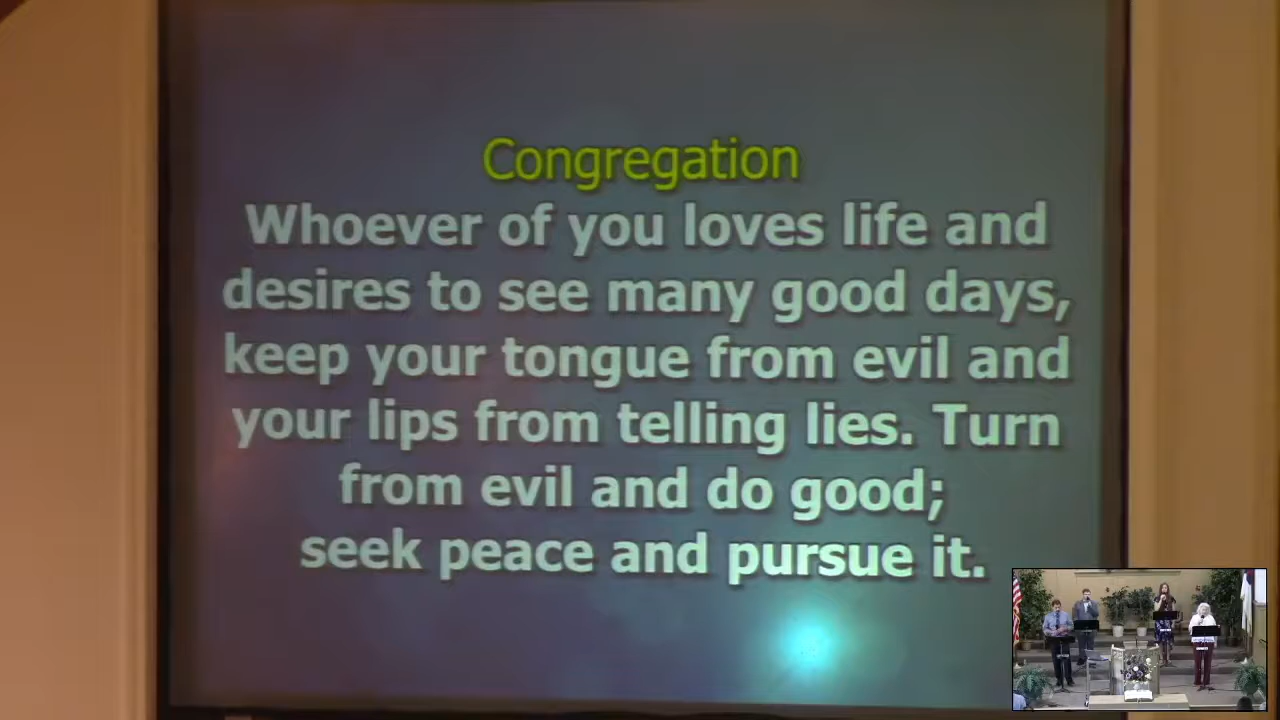 Congregation
Whoever of you loves life and
desires to see many good days,
keep your tongue from evil and
your lips from telling lies. Turn
from evil and do good;
seek peace and pursue it.